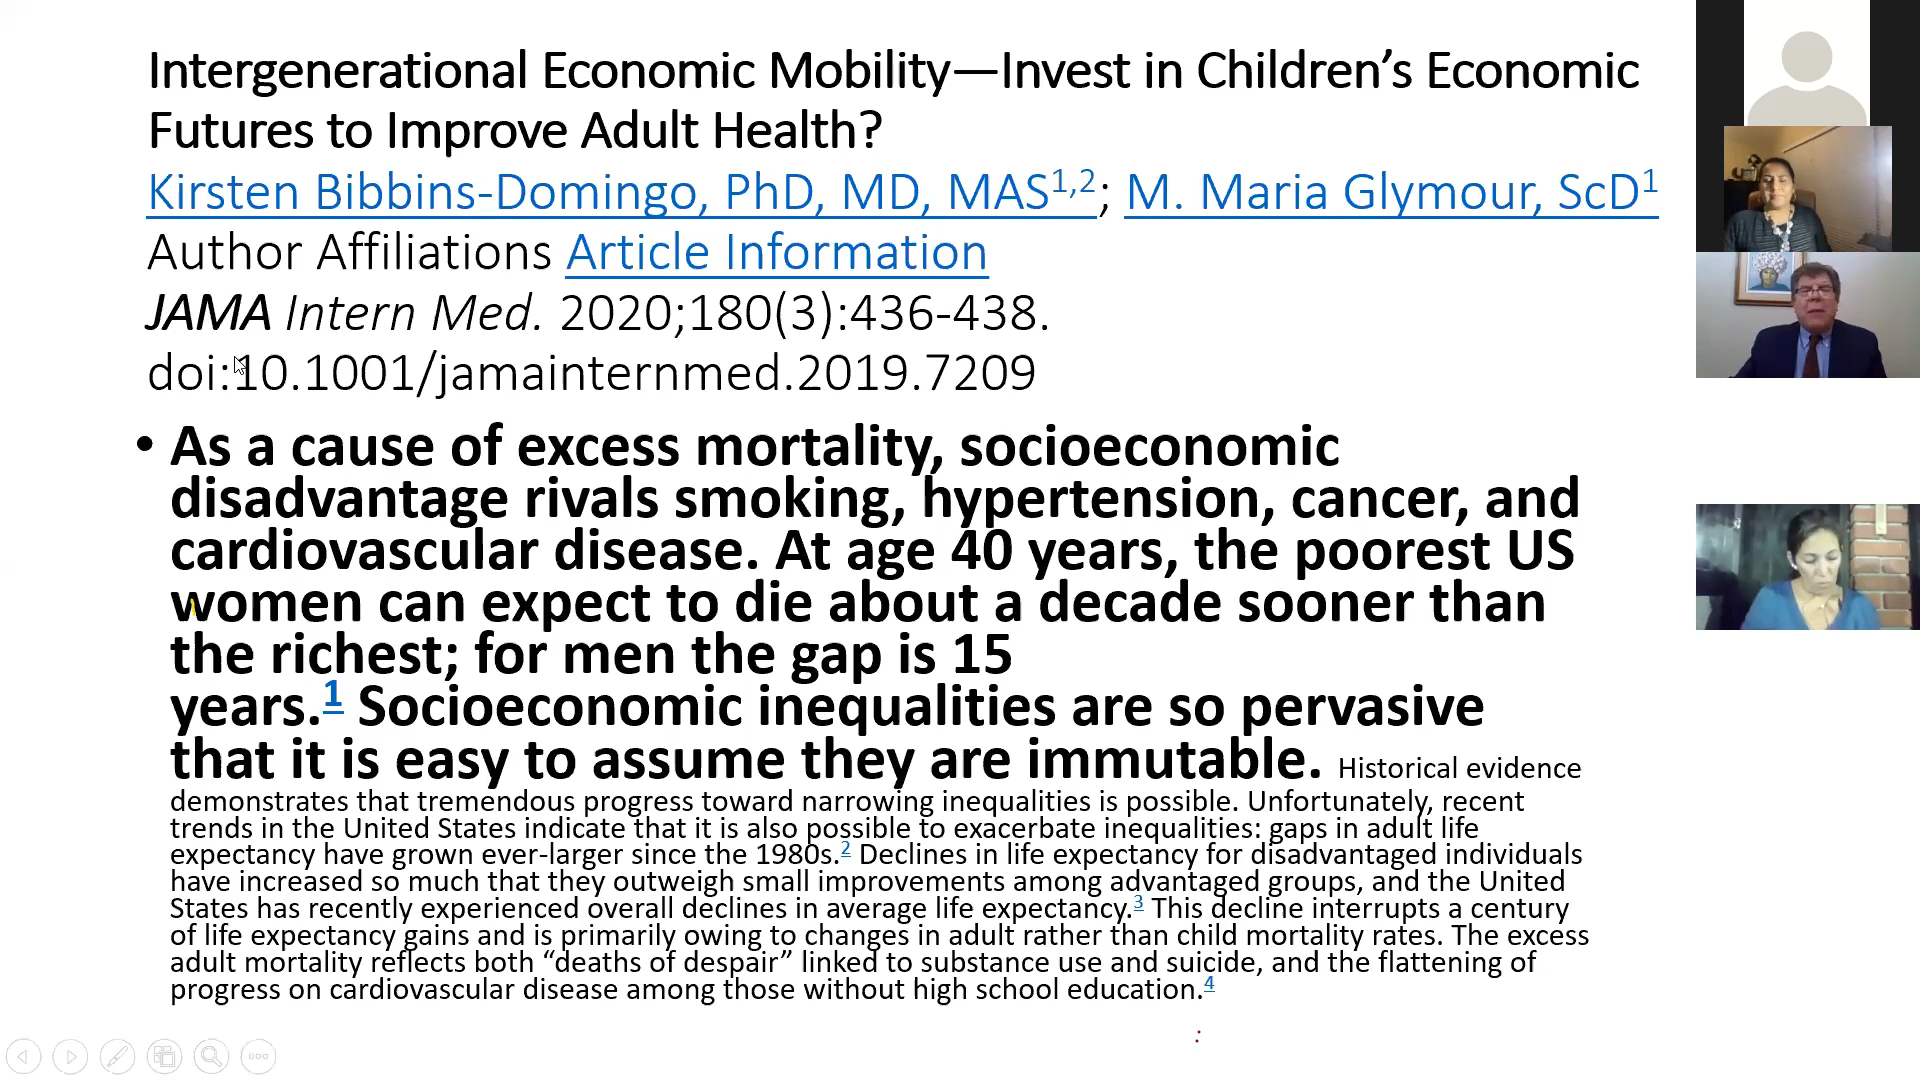 Intergenerational Economic Mobility—Invest in Children’s Economic
Futures to Improve Adult Health?
Kirsten Bibbins-Domingo, PhD, MD, MAS1,2; M. Maria Glymour, ScD1
Author Affiliations Article Information
JAMA Intern Med. 2020;180(3):436-438.
doi:10.1001/jamainternmed.2019.7209
• As a cause of excess mortality, socioeconomic
disadvantage rivals smoking, hypertension, cancer, and
cardiovascular disease. At age 40 years, the poorest US
women can expect to die about a decade sooner than
the richest; for men the gap is 15
years.1 Socioeconomic inequalities are so pervasive
that it is easy to assume they are immutable. Historical evidence
demonstrates that tremendous progress toward narrowing inequalities is possible. Unfortunately, recent
trends in the United States indicate that it is also possible to exacerbate inequalities: gaps in adult life
expectancy have grown ever-larger since the 1980s.2 Declines in life expectancy for disadvantaged individuals
have increased so much that they outweigh small improvements among advantaged groups, and the United
States has recently experienced overall declines in average life expectancy.3 This decline interrupts a century
of life expectancy gains and is primarily owing to changes in adult rather than child mortality rates. The excess
adult mortality reflects both “deaths of despair” linked to substance use and suicide, and the flattening of
progress on cardiovascular disease among those without high school education.4
: